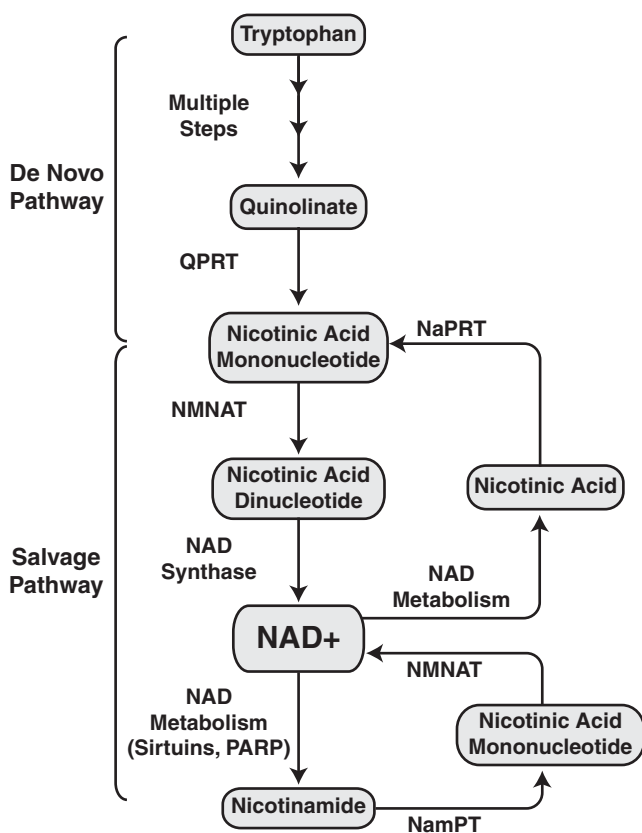 Tryptophan
Multiple
Steps
De Novo
Pathway
Quinolinate
QPRT
Nicotinic Acid
Mononucleotide
NaPRT
NMNAT
Nicotinic Acid
Dinucleotide
Nicotinic Acid
Salvage
Pathway
NAD
Synthase
NAD
Metabolism
NAD+
NMNAT
NAD
Metabolism
(Sirtuins, PARP)
Nicotinic Acid
Mononucleotide
Nicotinamide
NamPT